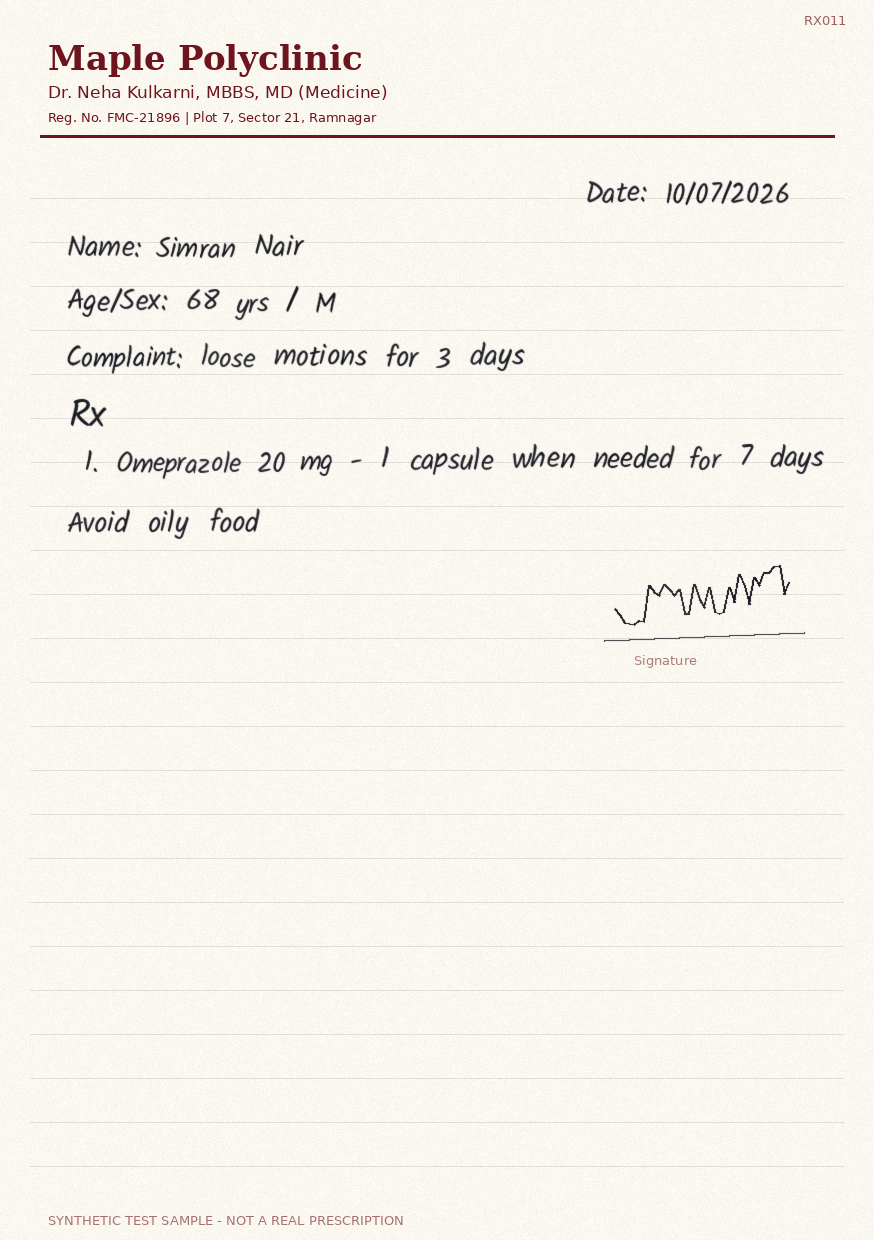 RX011
Maple Polyclinic
Dr. Neha Kulkarni, MBBS, MD (Medicine)
Reg. No. FMC-21896 | Plot 7, Sector 21, Ramnagar
Date: 10/07/2026
Name: Simran Nair
Age/Sex: 68 yrs / M
Complaint: loose motions for 3 days
Rx
1. Omeprazole 20 mg - 1 capsule when needed for 7 days
Avoid oily food
Signature
SYNTHETIC TEST SAMPLE - NOT A REAL PRESCRIPTION